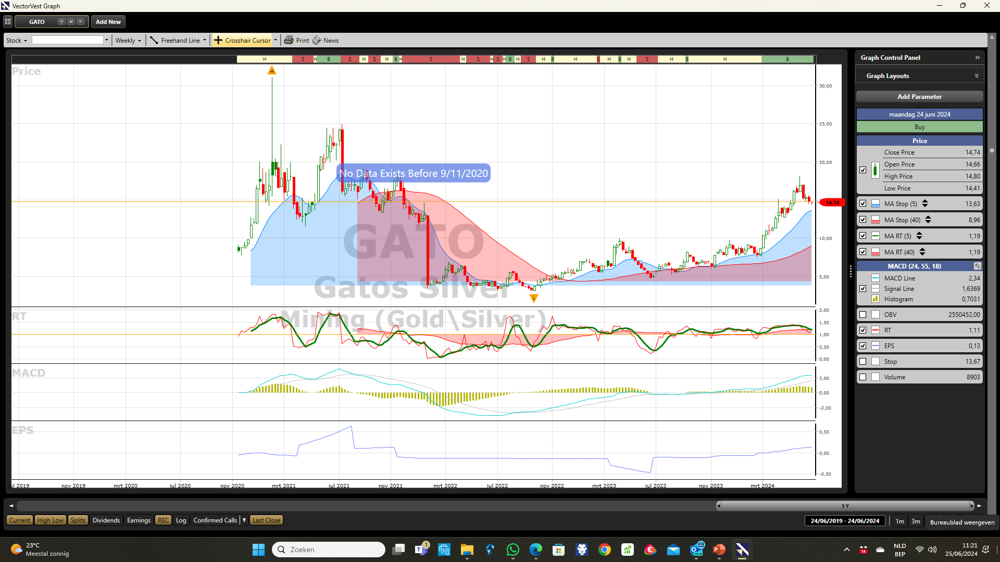 VectorVest Graph
GATO
Add New
Stock
Weekly
Freehand Line
Crosshair Cursor
Print
News
H S H B S H S H B H S H S H S H B H S H B H S H B H S H B H B
Price
H
30,00
25,00
20,00
No Data Exists Before 9/11/2020
14,74
10,00
5,00
GATO
Gatos Silver
L
Mining (Gold\Silver)
RT
2,00
1,50
1,00
0,50
0,00
MACD
2,00
0,00
-2,00
EPS
0,50
0,00
-0,50
jul 2019
nov 2019
mrt 2020
jul 2020
nov 2020
mrt 2021
jul 2021
nov 2021
mrt 2022
jul 2022
nov 2022
mrt 2023
jul 2023
nov 2023
mrt 2024
5 Y
Graph Control Panel
Graph Layouts
Add Parameter
maandag 24 juni 2024
Buy
Price
Close Price 14,74
Open Price 14,66
High Price 14,80
Low Price 14,41
MA Stop (5) 13,63
MA Stop (40) 8,96
MA RT (5) 1,19
MA RT (40) 1,19
MACD (24, 55, 18)
MACD Line 2,34
Signal Line 1,6369
Histogram 0,7031
OBV 2550452,00
RT 1,11
EPS 0,13
Stop 13,67
Volume 8903
Current
High Low
Splits
Dividends
Earnings
REC
Log
Confirmed Calls
Last Close
24/06/2019 - 24/06/2024
1m
3m
Bureaublad weergeven
23°C
Meestal zonnig
Zoeken
1
NEW
14
NLD
BEP
11:21
25/06/2024